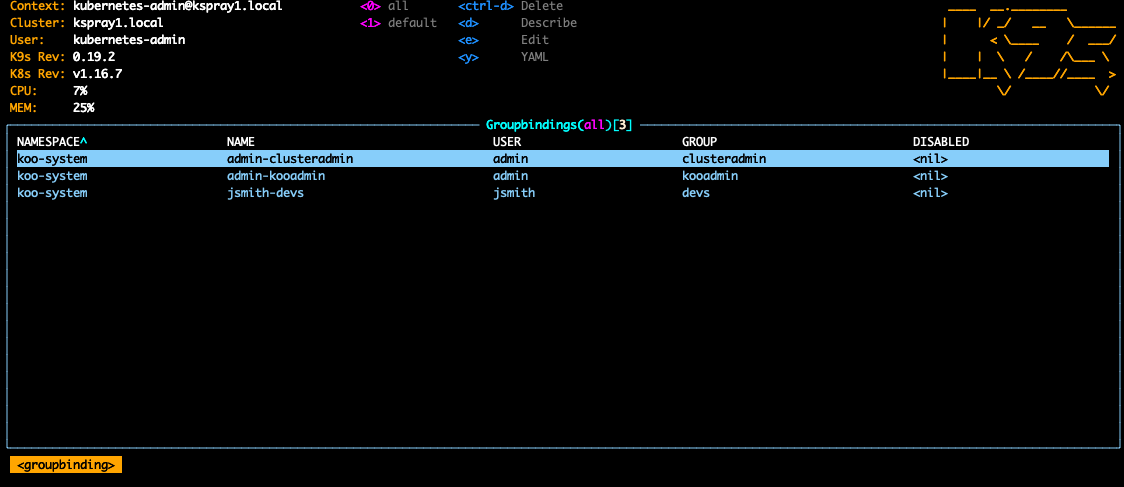 Context: kubernetes-admin@kspray1.local <0> all <ctrl-d> Delete
Cluster: kspray1.local <1> default <d> Describe
User: kubernetes-admin <e> Edit
K9s Rev: 0.19.2 <y> YAML
K8s Rev: v1.16.7
CPU: 7%
MEM: 25%
Groupbindings(all)[3]
NAMESPACE^ NAME USER GROUP DISABLED
koo-system admin-clusteradmin admin clusteradmin <nil>
koo-system admin-kooadmin admin kooadmin <nil>
koo-system jsmith-devs jsmith devs <nil>
<groupbinding>